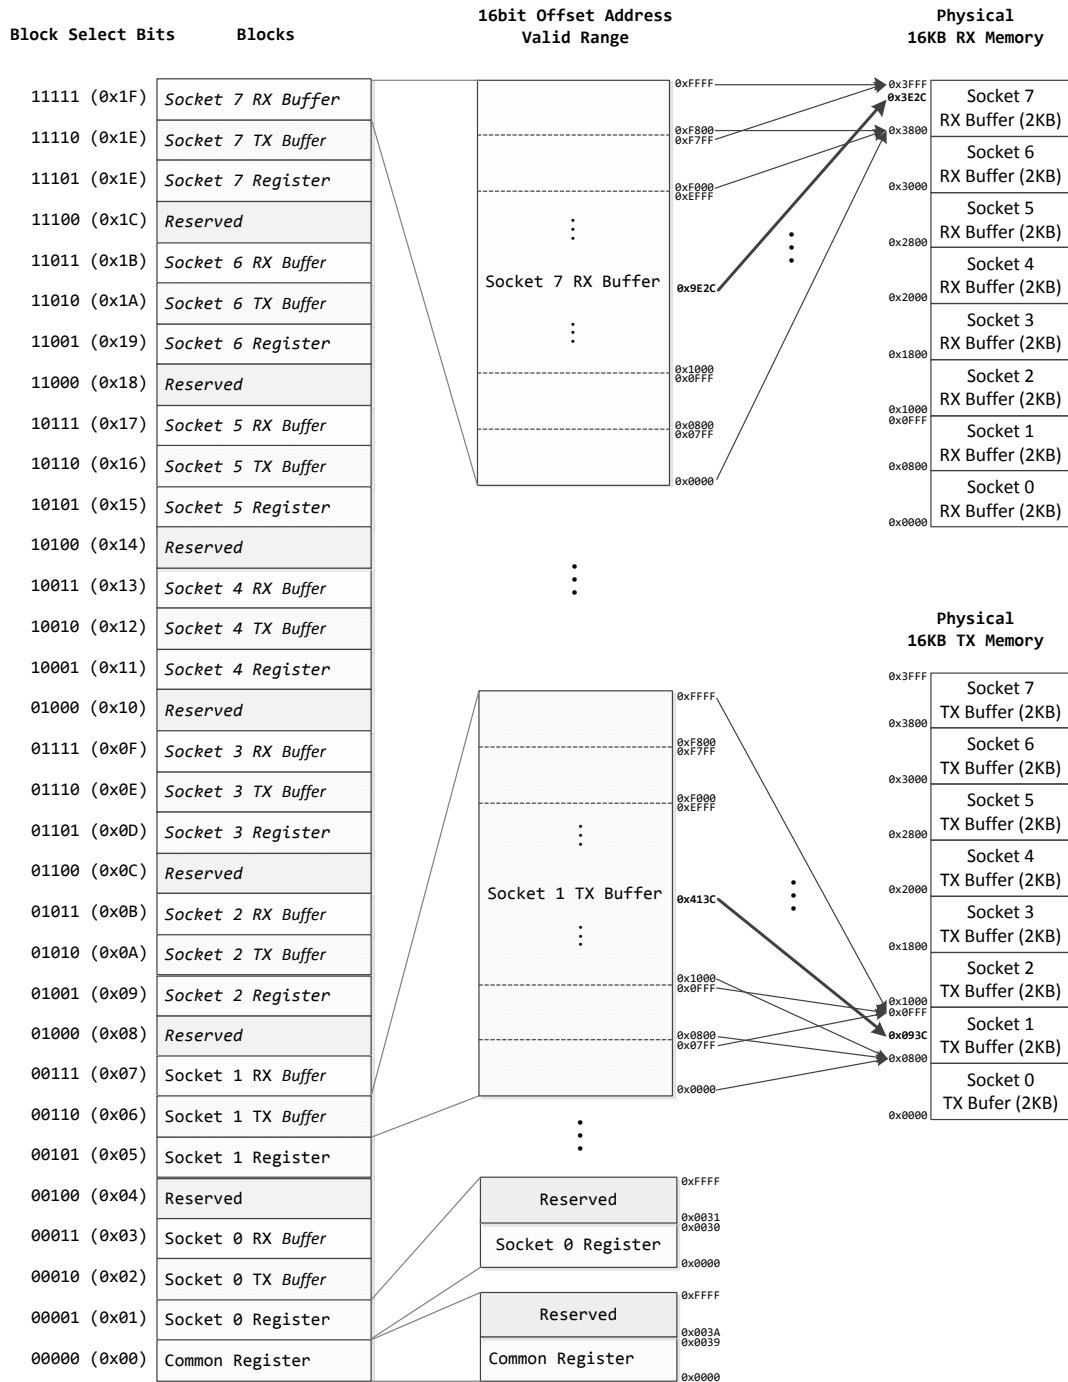 16bit Offset Address
Valid Range
Physical
16KB RX Memory
Block Select Bits Blocks
11111 (0x1F) Socket 7 RX Buffer
11110 (0x1E) Socket 7 TX Buffer
11101 (0x1E) Socket 7 Register
11100 (0x1C) Reserved
11011 (0x1B) Socket 6 RX Buffer
11010 (0x1A) Socket 6 TX Buffer
11001 (0x19) Socket 6 Register
11000 (0x18) Reserved
10111 (0x17) Socket 5 RX Buffer
10110 (0x16) Socket 5 TX Buffer
10101 (0x15) Socket 5 Register
10100 (0x14) Reserved
10011 (0x13) Socket 4 RX Buffer
10010 (0x12) Socket 4 TX Buffer
10001 (0x11) Socket 4 Register
01000 (0x10) Reserved
01111 (0x0F) Socket 3 RX Buffer
01110 (0x0E) Socket 3 TX Buffer
01101 (0x0D) Socket 3 Register
01100 (0x0C) Reserved
01011 (0x0B) Socket 2 RX Buffer
01010 (0x0A) Socket 2 TX Buffer
01001 (0x09) Socket 2 Register
01000 (0x08) Reserved
00111 (0x07) Socket 1 RX Buffer
00110 (0x06) Socket 1 TX Buffer
00101 (0x05) Socket 1 Register
00100 (0x04) Reserved
00011 (0x03) Socket 0 RX Buffer
00010 (0x02) Socket 0 TX Buffer
00001 (0x01) Socket 0 Register
00000 (0x00) Common Register
0xFFFF
0xF800
0xF7FF
0xF000
0xEFFF
Socket 7 RX Buffer
0x9E2C
0x1000
0x0FFF
0x0800
0x07FF
0x0000
0xFFFF
0xF800
0xF7FF
0xF000
0xEFFF
Socket 1 TX Buffer
0x413C
0x1000
0x0FFF
0x0800
0x07FF
0x0000
0xFFFF
Reserved
0x0031
0x0030
Socket 0 Register
0x0000
0xFFFF
Reserved
0x003A
0x0039
Common Register
0x0000
0x3FFF
0x3E2C
Socket 7
RX Buffer (2KB)
0x3800
Socket 6
RX Buffer (2KB)
0x3000
Socket 5
RX Buffer (2KB)
0x2800
Socket 4
RX Buffer (2KB)
0x2000
Socket 3
RX Buffer (2KB)
0x1800
Socket 2
RX Buffer (2KB)
0x1000
0x0FFF
Socket 1
RX Buffer (2KB)
0x0800
Socket 0
RX Buffer (2KB)
0x0000
Physical
16KB TX Memory
0x3FFF
Socket 7
TX Buffer (2KB)
0x3800
Socket 6
TX Buffer (2KB)
0x3000
Socket 5
TX Buffer (2KB)
0x2800
Socket 4
TX Buffer (2KB)
0x2000
Socket 3
TX Buffer (2KB)
0x1800
Socket 2
TX Buffer (2KB)
0x1000
0x0FFF
Socket 1
0x093C
TX Buffer (2KB)
0x0800
Socket 0
TX Bufer (2KB)
0x0000